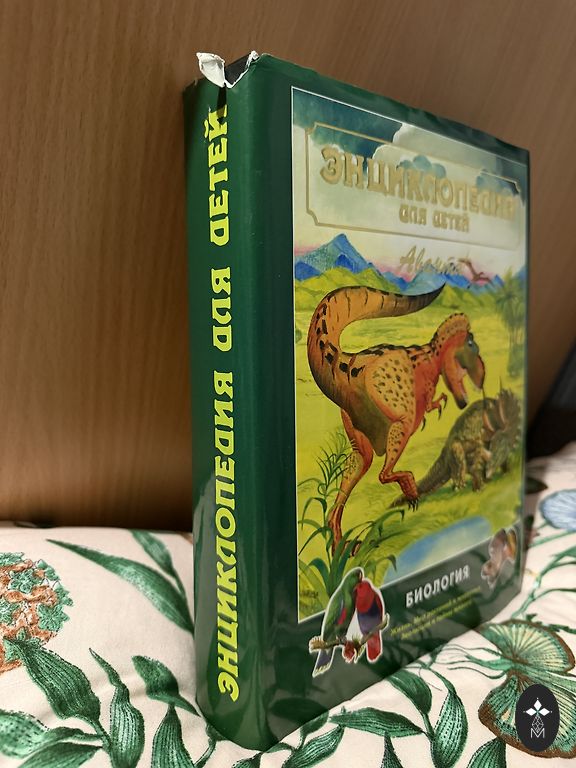 ЭНЦИКЛОПЕДИЯ ДЛЯ ДЕТЕЙ
ЭНЦИКЛОПЕДИЯ
ДЛЯ ДЕТЕЙ
Аванта+
БИОЛОГИЯ
М